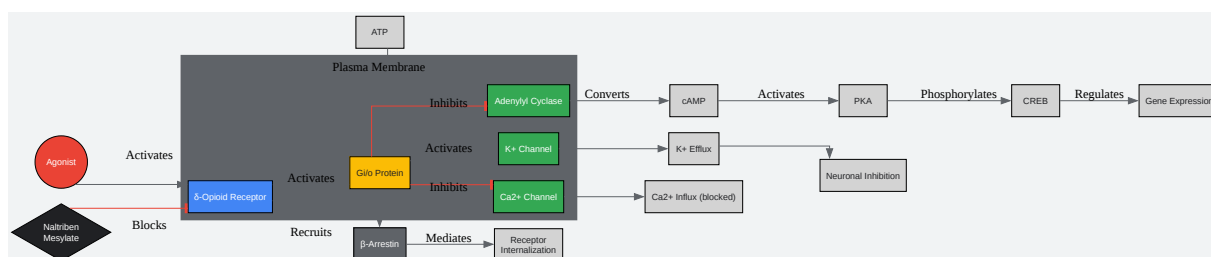 ATP
Plasma Membrane
Inhibits
Adenylyl Cyclase
Converts
cAMP
Activates
PKA
Phosphorylates
CREB
Regulates
Gene Expression
Agonist
Activates
Activates
K+ Channel
K+ Efflux
Neuronal Inhibition
Activates
Gi/o Protein
Inhibits
δ-Opioid Receptor
Ca2+ Channel
Ca2+ Influx (blocked)
Naltriben
Mesylate
Blocks
Recruits
β-Arrestin
Mediates
Receptor
Internalization